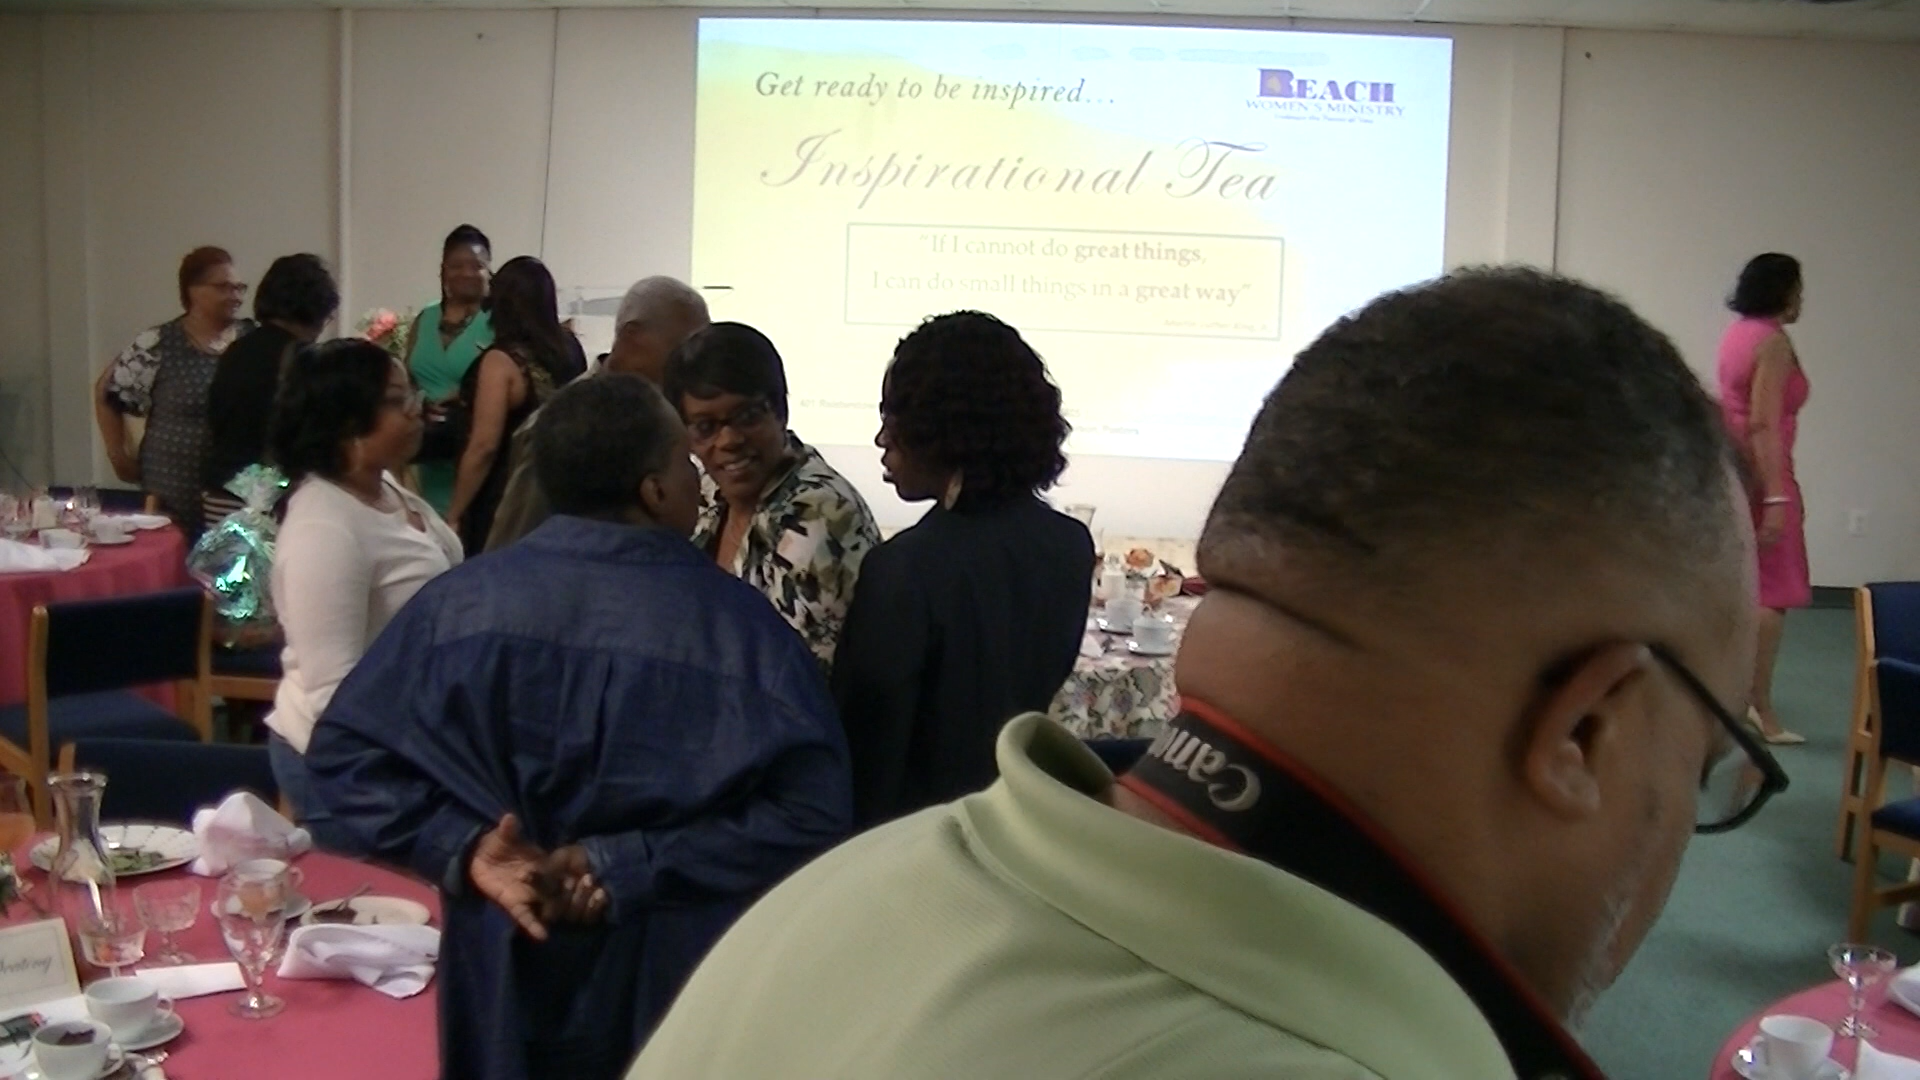 Get ready to be inspired...
BEACH
WOMEN'S MINISTRY
Inspirational Tea
"If I cannot do great things,
I can do small things in a great way"
Canon